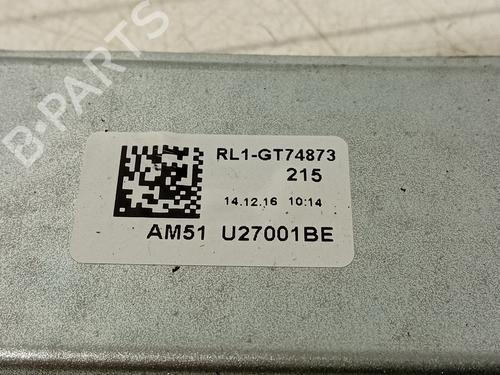 B-PARTS
RL1-GT74873
215
14.12.16 10:14
AM51 U27001BE